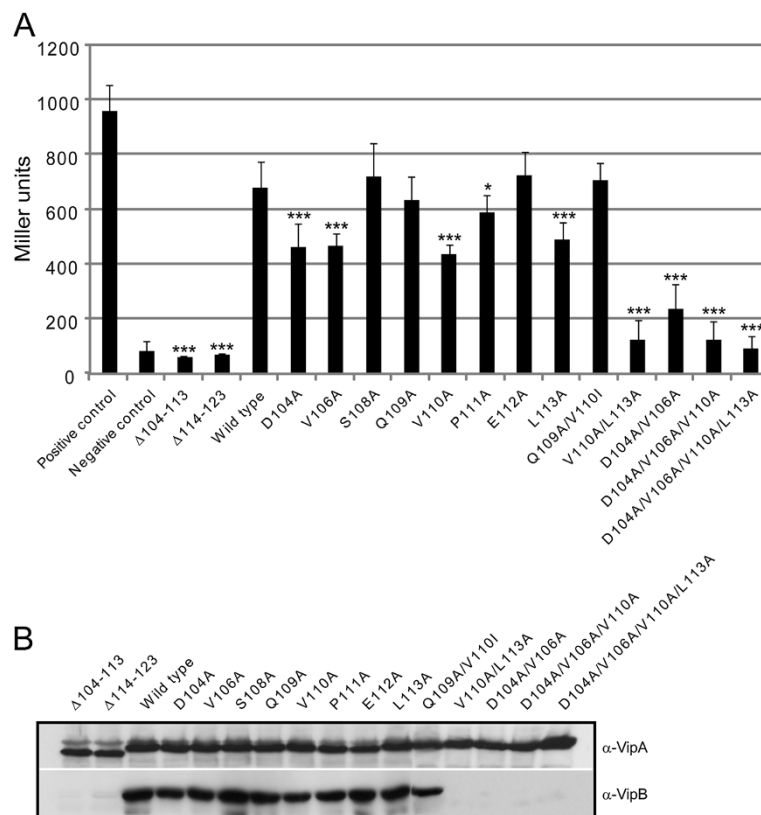 A
1200
1000
800
600
400
200
0
Miller units
***
***
***
***
***
*
***
***
***
***
***
Positive control
Negative control
Δ104-113
Δ114-123
Wild type
D104A
V106A
S108A
Q109A
V110A
P111A
E112A
L113A
Q109A/V110I
V110A/L113A
D104A/V106A
D104A/V106A/V110A
D104A/V106A/V110A/L113A
B
Δ104-113
Δ114-123
Wild type
D104A
V106A
S108A
Q109A
V110A
P111A
E112A
L113A
Q109A/V110I
V110A/L113A
D104A/V106A
D104A/V106A/V110A
D104A/V106A/V110A/L113A
α-VipA
α-VipB